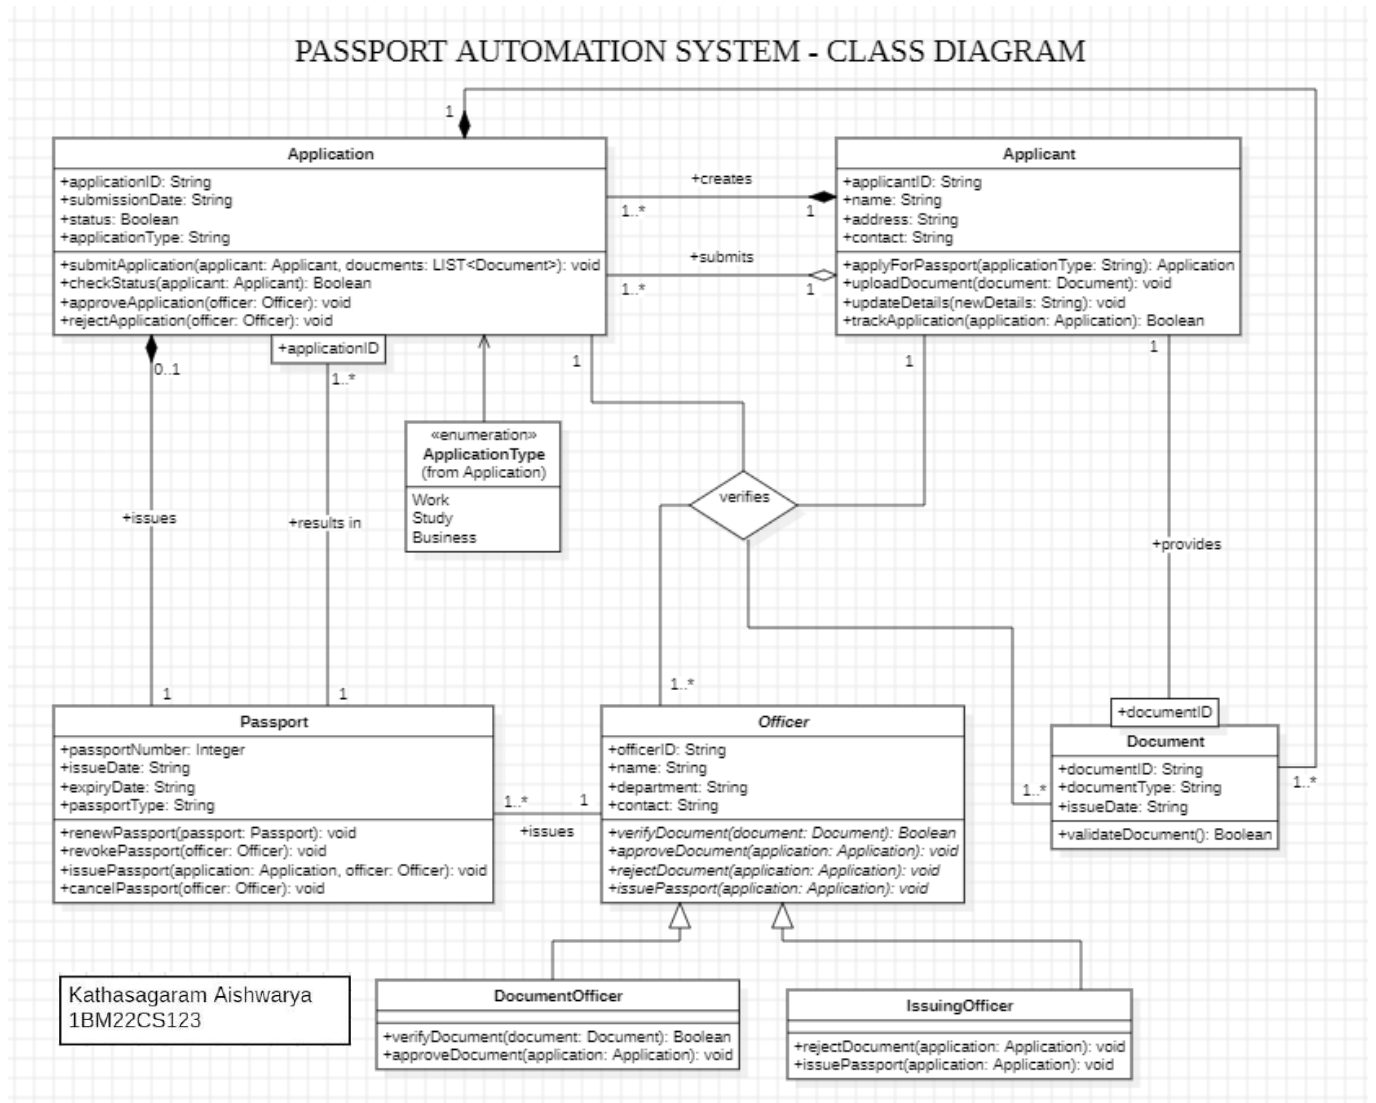 PASSPORT AUTOMATION SYSTEM - CLASS DIAGRAM
1
Application
+applicationID: String
+submissionDate: String
+status: Boolean
+applicationType: String
+submitApplication(applicant: Applicant, doucments: LIST<Document>): void
+checkStatus(applicant: Applicant): Boolean
+approveApplication(officer: Officer): void
+rejectApplication(officer: Officer): void
+creates
1..*
1
+submits
1..*
1
Applicant
+applicantID: String
+name: String
+address: String
+contact: String
+applyForPassport(applicationType: String): Application
+uploadDocument(document: Document): void
+updateDetails(newDetails: String): void
+trackApplication(application: Application): Boolean
0..1
+applicationID
1..*
1
1
1
«enumeration»
ApplicationType
(from Application)
Work
Study
Business
verifies
+issues
+results in
+provides
1
1
1..*
+documentID
Passport
+passportNumber: Integer
+issueDate: String
+expiryDate: String
+passportType: String
+renewPassport(passport: Passport): void
+revokePassport(officer: Officer): void
+issuePassport(application: Application, officer: Officer): void
+cancelPassport(officer: Officer): void
1..*
1
+issues
Officer
+officerID: String
+name: String
+department: String
+contact: String
+verifyDocument(document: Document): Boolean
+approveDocument(application: Application): void
+rejectDocument(application: Application): void
+issuePassport(application: Application): void
Document
+documentID: String
+documentType: String
+issueDate: String
+validateDocument(): Boolean
1..*
1..*
Kathasagaram Aishwarya
1BM22CS123
DocumentOfficer
+verifyDocument(document: Document): Boolean
+approveDocument(application: Application): void
IssuingOfficer
+rejectDocument(application: Application): void
+issuePassport(application: Application): void